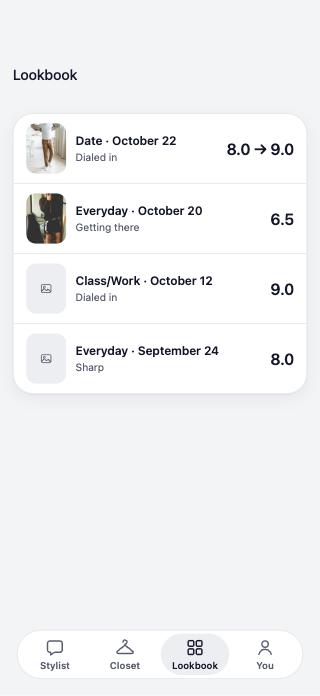 Lookbook
Date · October 22
Dialed in
8.0 → 9.0
Everyday · October 20
Getting there
6.5
Class/Work · October 12
Dialed in
9.0
Everyday · September 24
Sharp
8.0
Stylist
Closet
Lookbook
You